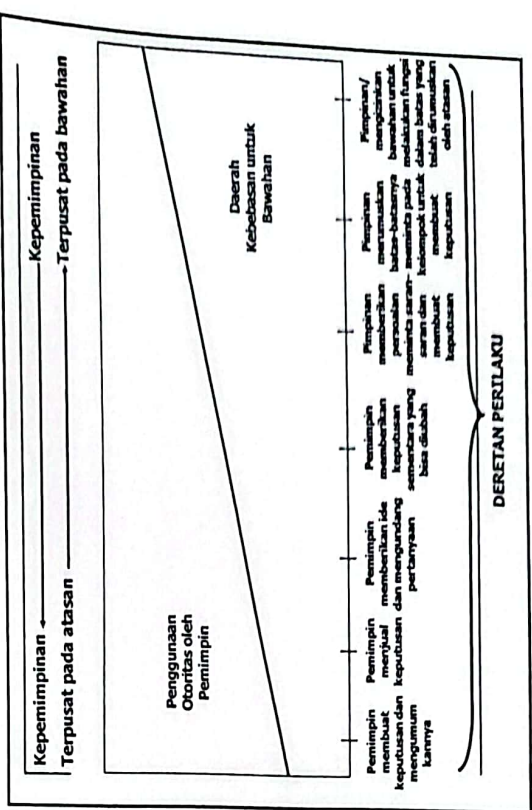 Kepemimpinan Kepemimpinan
Terpusat pada atasan Terpusat pada bawahan
Penggunaan
Otoritas oleh
Pemimpin
Daerah
Kebebasan untuk
Bawahan
Pemimpin
membuat
keputusan dan
mengumum
kannya
Pemimpin
menjual
keputusan
Pemimpin
memberikan ide
dan mengundang
pertanyaan
Pemimpin
memberikan
keputusan
sementara yang
bisa diubah
Pimpinan
memberikan
persoalan
meminta saran-
saran dan
membuat
keputusan
Pimpinan
merumuskan
batas-batasnya
meminta pada
kelompok untuk
membuat
keputusan
Pimpinan/
mengizinkan
bawahan untuk
melakukan fungsi
dalam batas yang
telah dirumuskan
oleh atasan
DERETAN PERILAKU